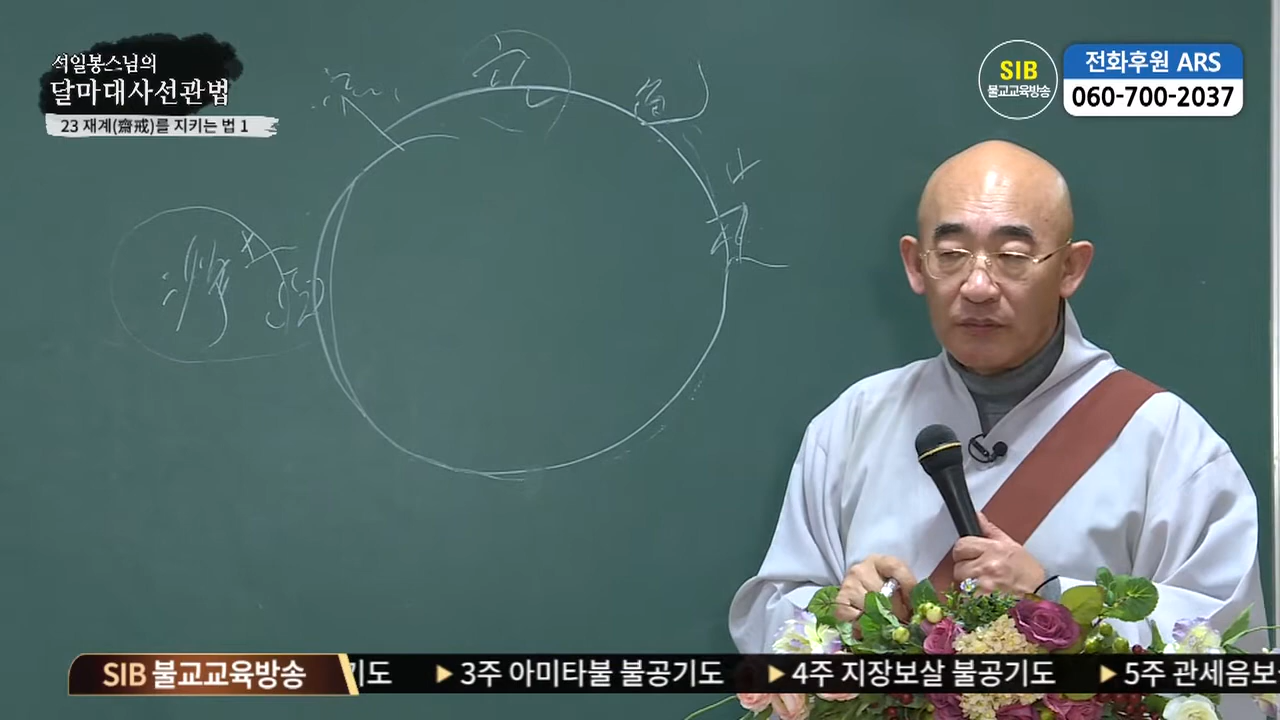 석일봉스님의
달마대사선관법
23 재계(齋戒)를 지키는 법 1
SIB
불교교육방송
전화후원 ARS
060-700-2037
SIB 불교교육방송
기도 ▶3주 아미타불 불공기도 ▶4주 지장보살 불공기도 ▶5주 관세음보